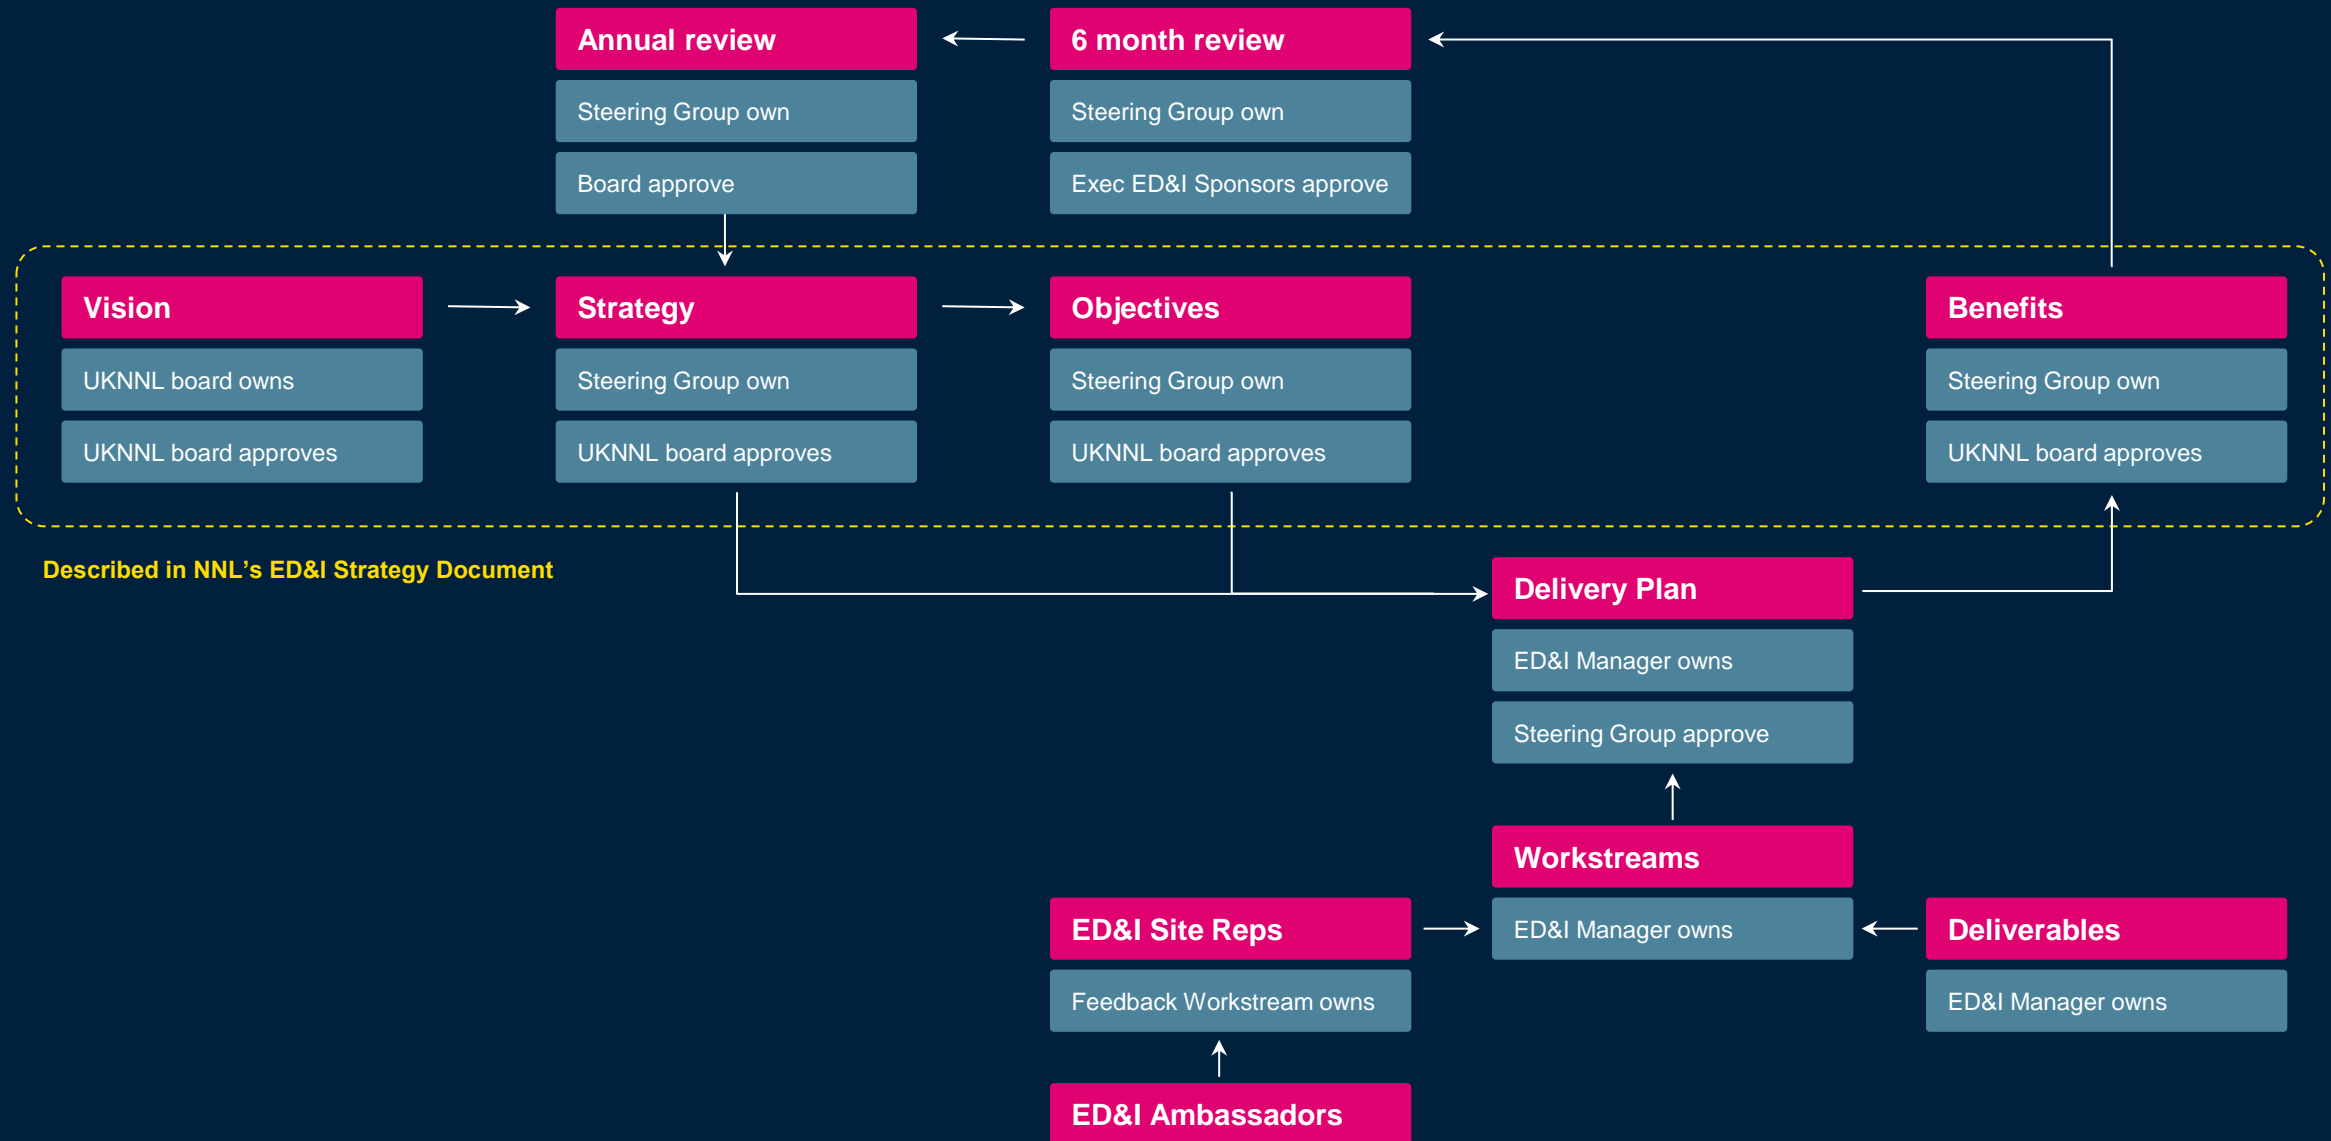 Annual review
Steering Group own
Board approve
6 month review
Steering Group own
Exec ED&I Sponsors approve
Vision
UKNNL board owns
UKNNL board approves
Strategy
Steering Group own
UKNNL board approves
Objectives
Steering Group own
UKNNL board approves
Benefits
Steering Group own
UKNNL board approves
Described in NNL’s ED&I Strategy Document
Delivery Plan
ED&I Manager owns
Steering Group approve
Workstreams
ED&I Manager owns
ED&I Site Reps
Feedback Workstream owns
Deliverables
ED&I Manager owns
ED&I Ambassadors